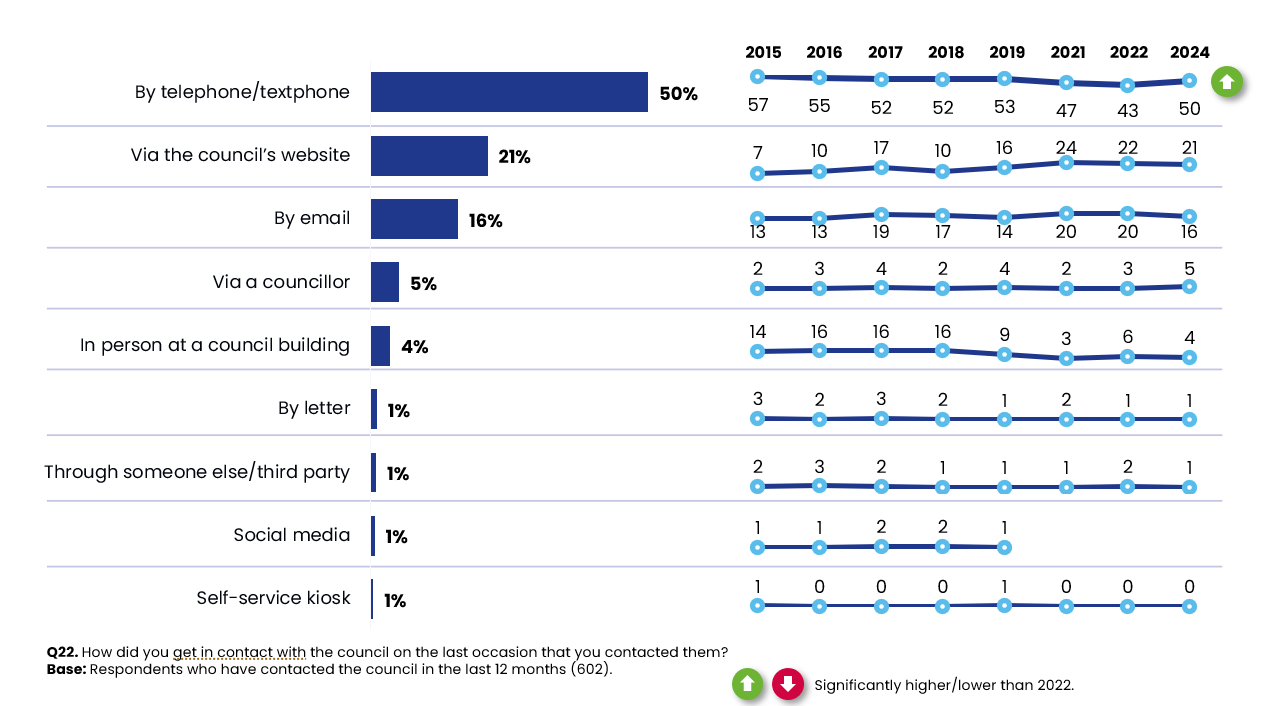 2015 2016 2017 2018 2019 2021 2022 2024
By telephone/textphone 50% 57 55 52 52 53 47 43 50
Via the council's website 21% 7 10 17 10 16 24 22 21
By email 16% 13 13 19 17 14 20 20 16
Via a councillor 5% 2 3 4 2 4 2 3 5
In person at a council building 4% 14 16 16 16 9 3 6 4
By letter 1% 3 2 3 2 1 2 1 1
Through someone else/third party 1% 2 3 2 1 1 1 2 1
Social media 1% 1 1 2 2 1
Self-service kiosk 1% 1 0 0 0 1 0 0 0
Q22. How did you get in contact with the council on the last occasion that you contacted them?
Base: Respondents who have contacted the council in the last 12 months (602).
Significantly higher/lower than 2022.